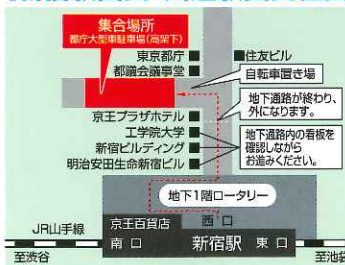 集合場所
都庁大型車駐車場(高架下)
東京都庁■
都議会議事堂■
■住友ビル
自転車置き場
地下通路が終わり、
外になります。
京王プラザホテル■
工学院大学■
新宿ビルディング■
明治安田生命新宿ビル■
地下通路内の看板を
確認しながら
お進みください。
地下1階ロータリー
京王百貨店
西口
JR山手線
南口
新宿駅
東口
至渋谷
至池袋